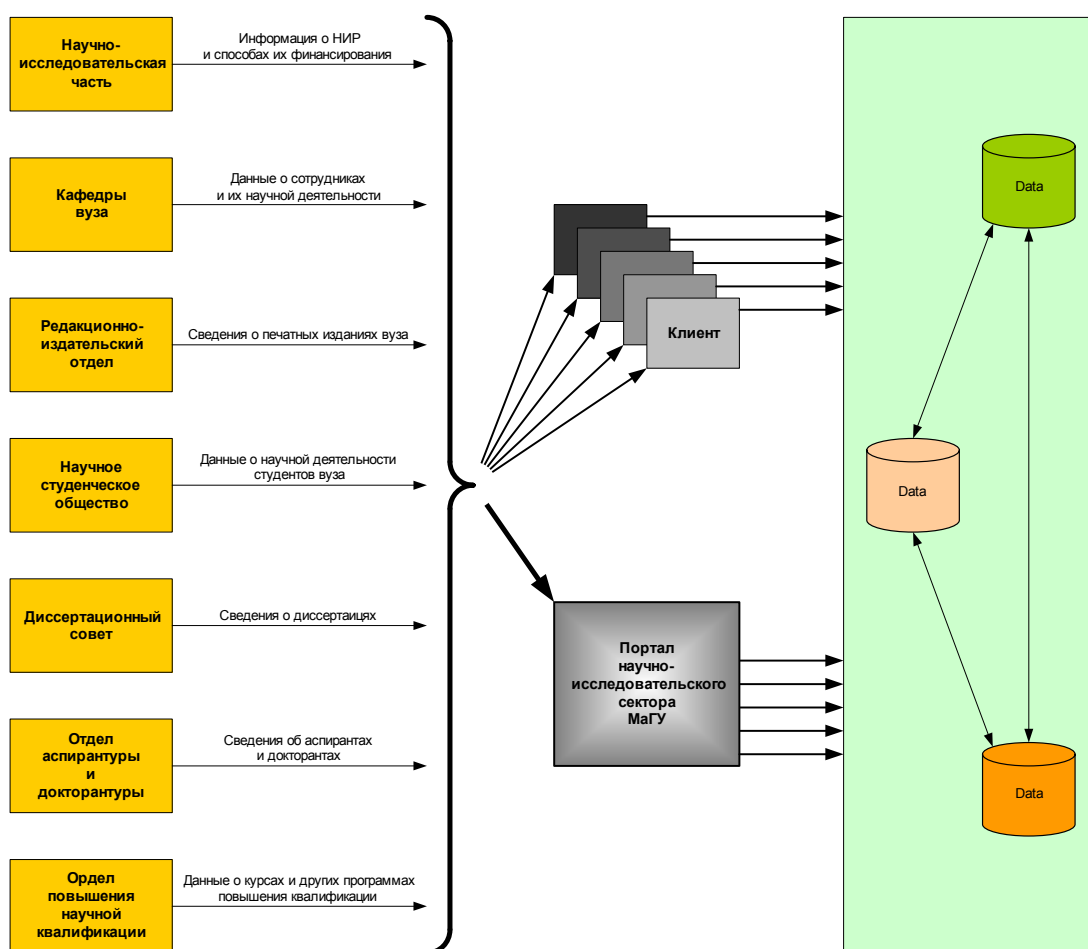 Научно-
исследовательская
часть
Информация о НИР
и способах их финансирования
Кафедры
вуза
Данные о сотрудниках
и их научной деятельности
Редакционно-
издательский
отдел
Сведения о печатных изданиях вуза
Научное
студенческое
общество
Данные о научной деятельности
студентов вуза
Диссертационный
совет
Сведения о диссертаицях
Отдел
аспирантуры
и
докторантуры
Сведения об аспирантах
и докторантах
Ордел
повышения
научной
квалификации
Данные о курсах и других программах
повышения квалификации
Клиент
Портал
научно-
исследовательского
сектора
МаГУ
Data
Data
Data